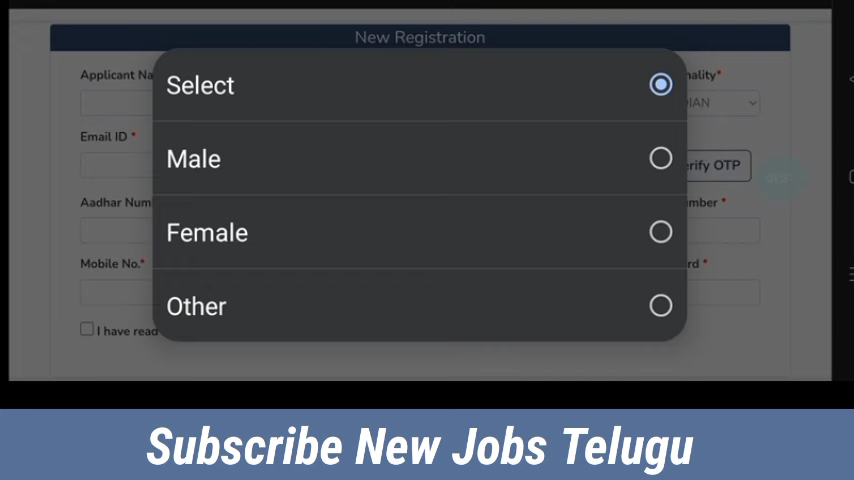 New Registration
Applicant Na
nality*
Select
DIAN
Email ID *
Male
erify OTP
Aadhar Num
umber *
Female
Mobile No.*
rd *
Other
I have read
Subscribe New Jobs Telugu